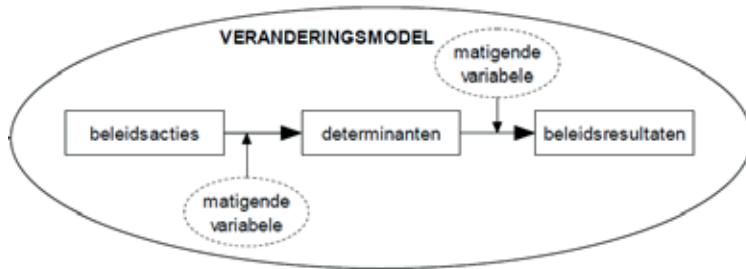 VERANDERINGSMODEL
matigende
variabele
beleidsacties
determinanten
beleidsresultaten
matigende
variabele